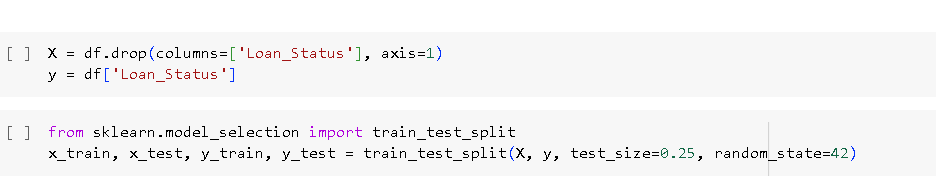 [ ] X = df.drop(columns=['Loan_Status'], axis=1)
y = df['Loan_Status']
[ ] from sklearn.model_selection import train_test_split
x_train, x_test, y_train, y_test = train_test_split(X, y, test_size=0.25, random_state=42)